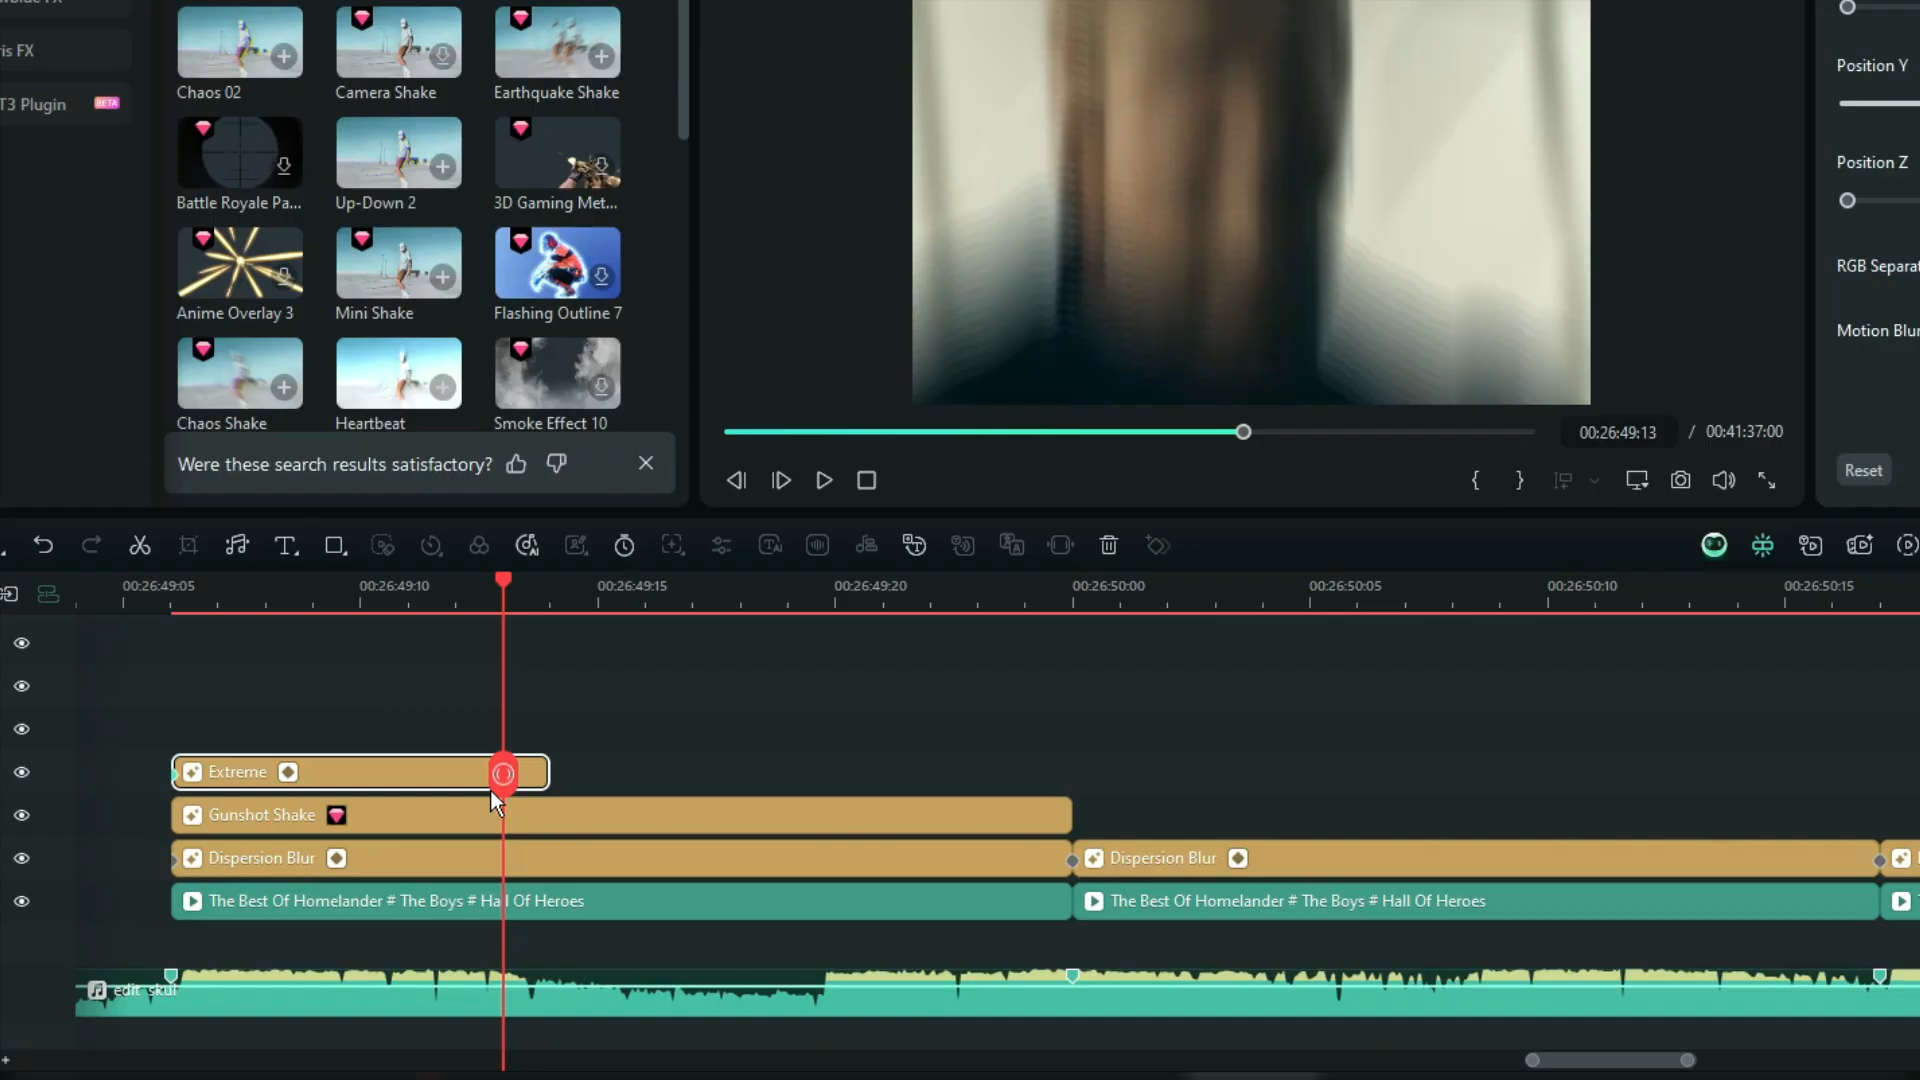 is FX
T3 Plugin BETA
Chaos 02
Camera Shake
Earthquake Shake
Battle Royale Pa...
Up-Down 2
3D Gaming Met...
Anime Overlay 3
Mini Shake
Flashing Outline 7
Chaos Shake
Heartbeat
Smoke Effect 10
Were these search results satisfactory?
00:26:49:13 / 00:41:37:00
Position Y
Position Z
RGB Separat
Motion Blur
Reset
00:26:49:05
00:26:49:10
00:26:49:15
00:26:49:20
00:26:50:00
00:26:50:05
00:26:50:10
00:26:50:15
Extreme
Gunshot Shake
Dispersion Blur
Dispersion Blur
The Best Of Homelander # The Boys # Hall Of Heroes
The Best Of Homelander # The Boys # Hall Of Heroes
edit skul